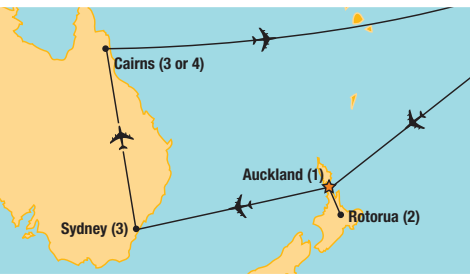 Cairns (3 or 4)
Auckland (1)
Rotorua (2)
Sydney (3)